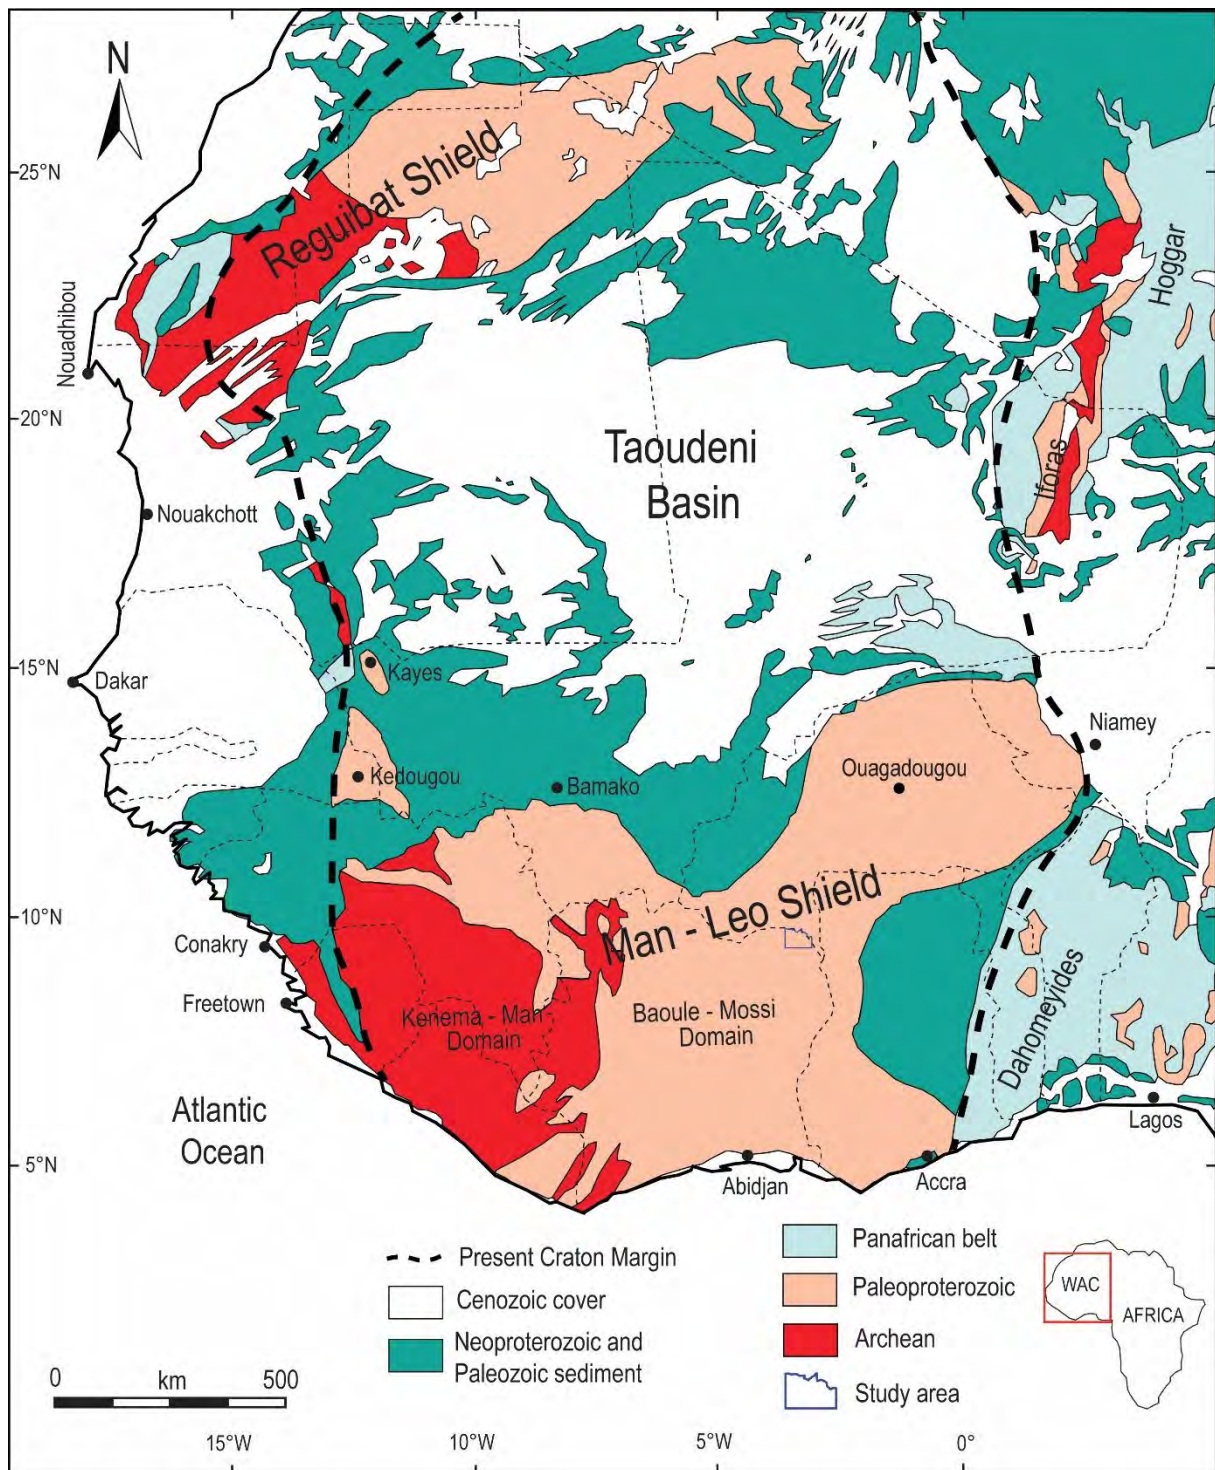 N
25°N
20°N
15°N
10°N
5°N
Reguibat Shield
Hoggar
Nouadhibou
Taoudeni
Basin
Iforas
Nouakchott
Dakar
Kayes
Niamey
Kedougou
Bamako
Ouagadougou
Man - Leo Shield
Conakry
Freetown
Kenema - Man
Domain
Baoule - Mossi
Domain
Dahomeyides
Atlantic
Ocean
Abidjan
Accra
Lagos
Present Craton Margin
Cenozoic cover
Neoproterozoic and
Paleozoic sediment
Panafrican belt
Paleoproterozoic
Archean
Study area
WAC
AFRICA
0 km 500
15°W
10°W
5°W
0°